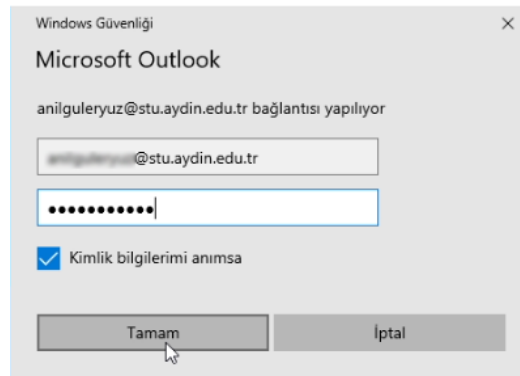 Windows Güvenliği
Microsoft Outlook
anilguleryuz@stu.aydin.edu.tr bağlantısı yapılıyor
@stu.aydin.edu.tr
●●●●●●●●●●●
Kimlik bilgilerimi anımsa
Tamam
İptal